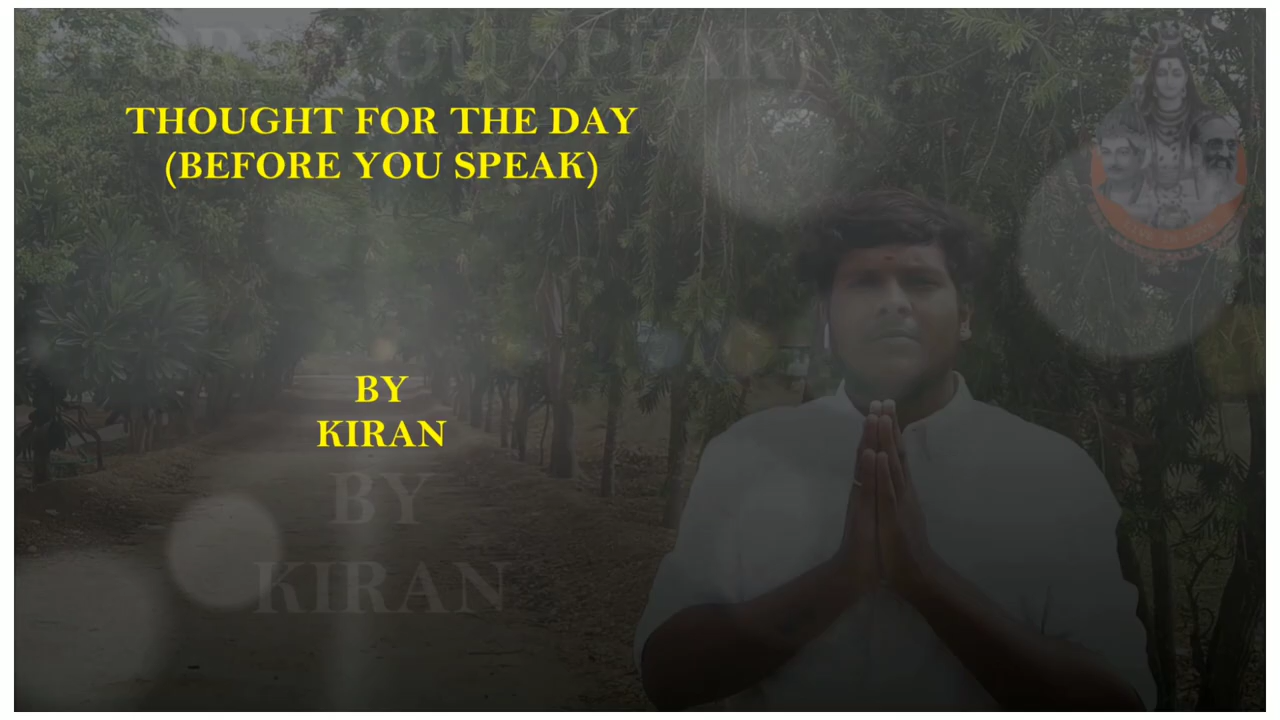 THOUGHT FOR THE DAY
(BEFORE YOU SPEAK)
BY
KIRAN
BY
KIRAN